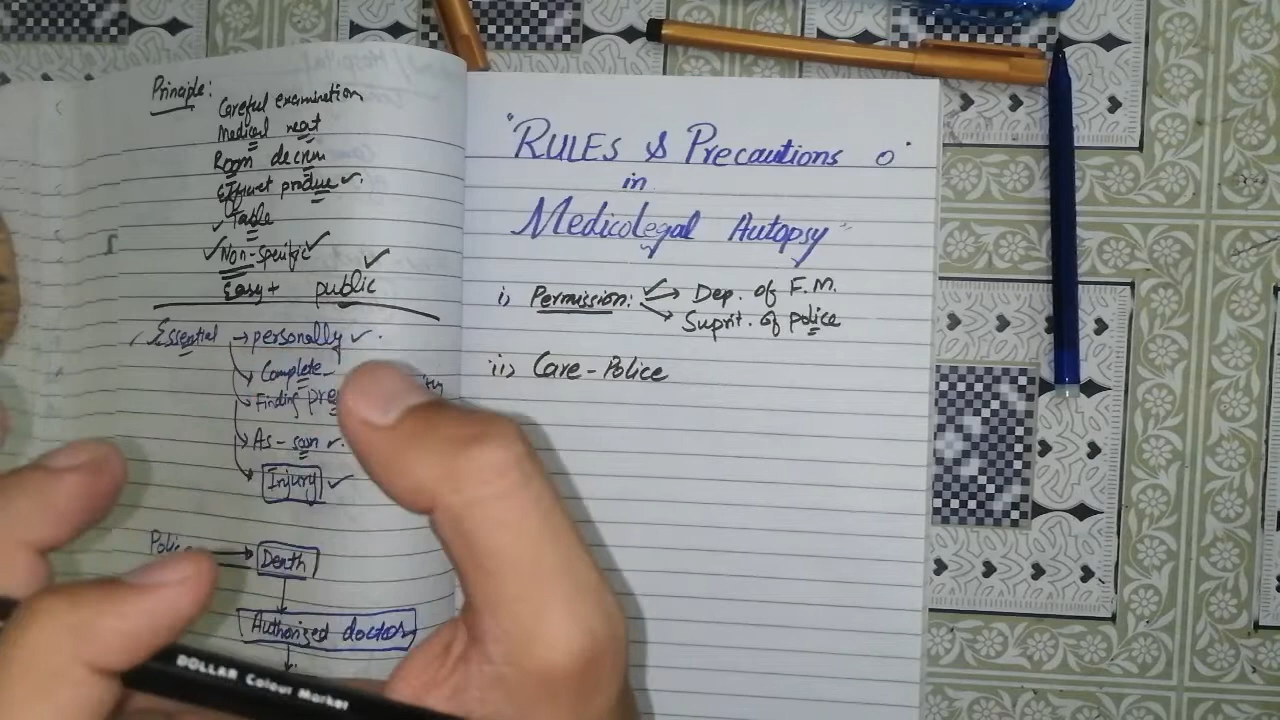 Principle:
Careful examination
Medical neat
Room decrum
produce
Table
Non-Specific
Easy + public
Essential → personally
Complete
Finding pre
As-soon
Injury
Police
Death
Authorized doctor
"RULES & Precautions
in
Medicolegal Autopsy"
i) Permission: Dep. of F.M.
Suprit. of police
ii) Care-Police
DOLLAR Colour Marker